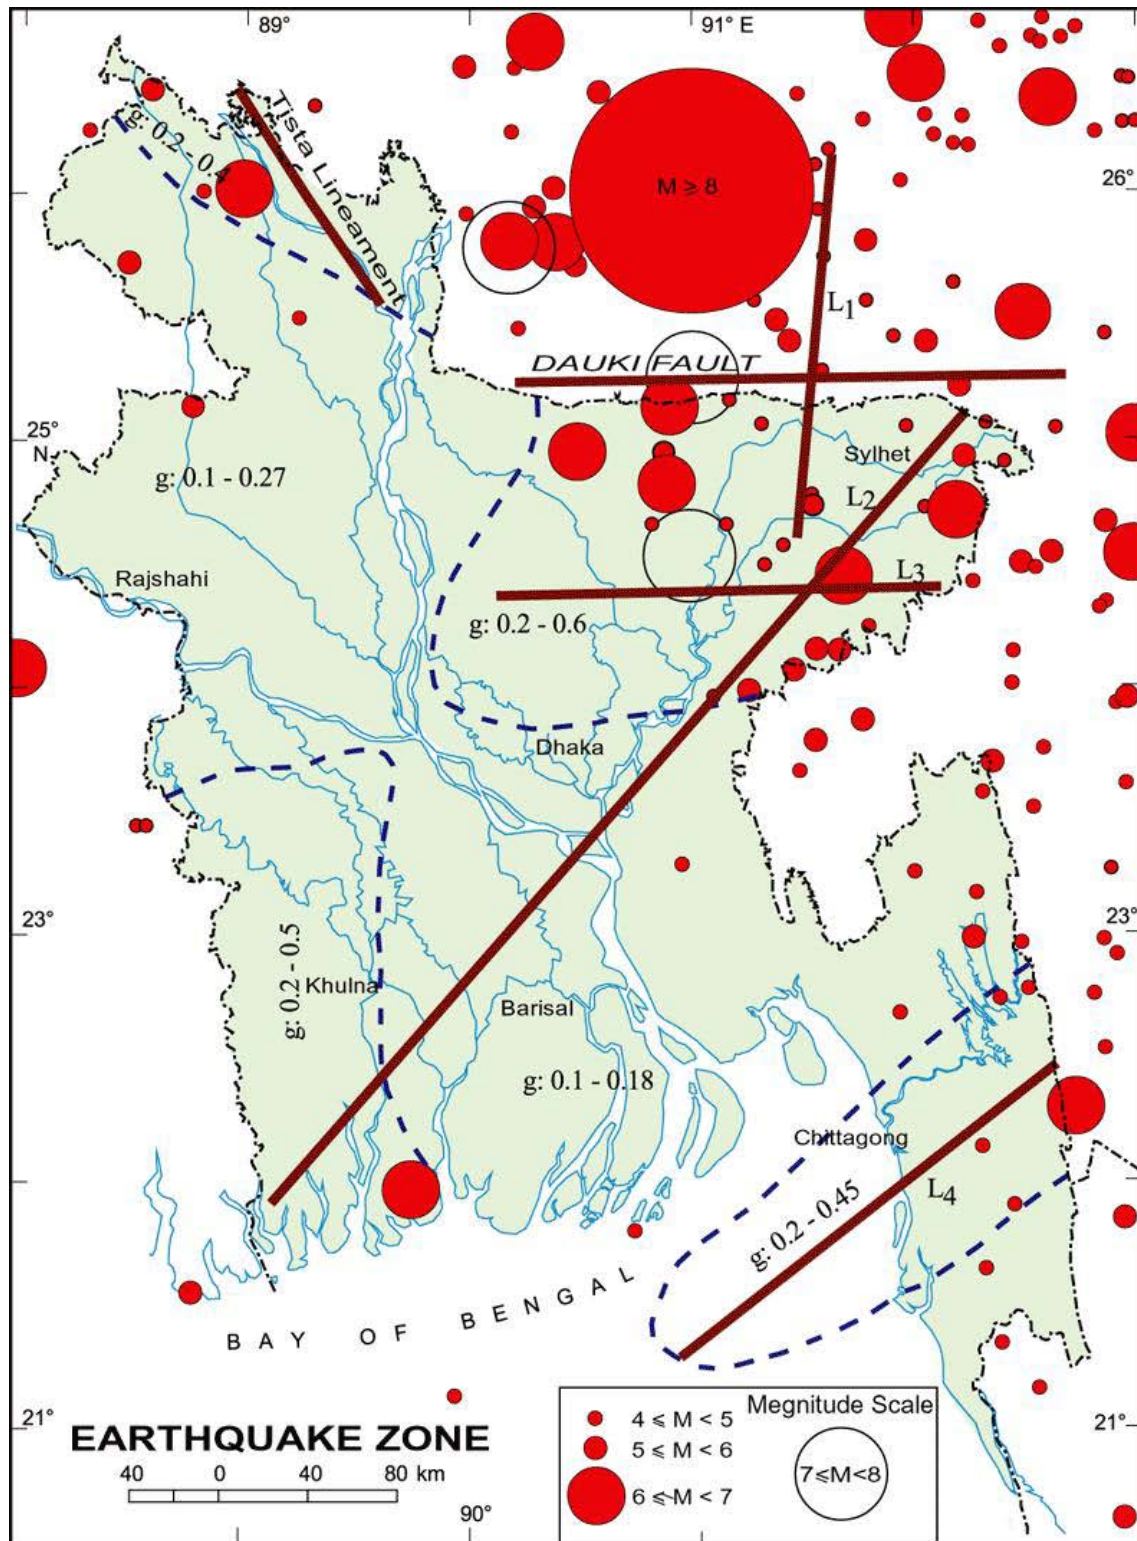 89°
91° E
Tista Lineament
g: 0.2 - 0.4
M ≥ 8
26°
L1
DAUKI FAULT
25°
N
Sylhet
g: 0.1 - 0.27
L2
Rajshahi
L3
g: 0.2 - 0.6
Dhaka
23°
23°
g: 0.2 - 0.5
Khulna
Barisal
g: 0.1 - 0.18
Chittagong
L4
g: 0.2 - 0.45
BAY OF BENGAL
Megnitude Scale
4 ⩽ M < 5
5 ⩽ M < 6
6 ⩽ M < 7
7⩽M<8
21°
21°
EARTHQUAKE ZONE
40 0 40 80 km
90°